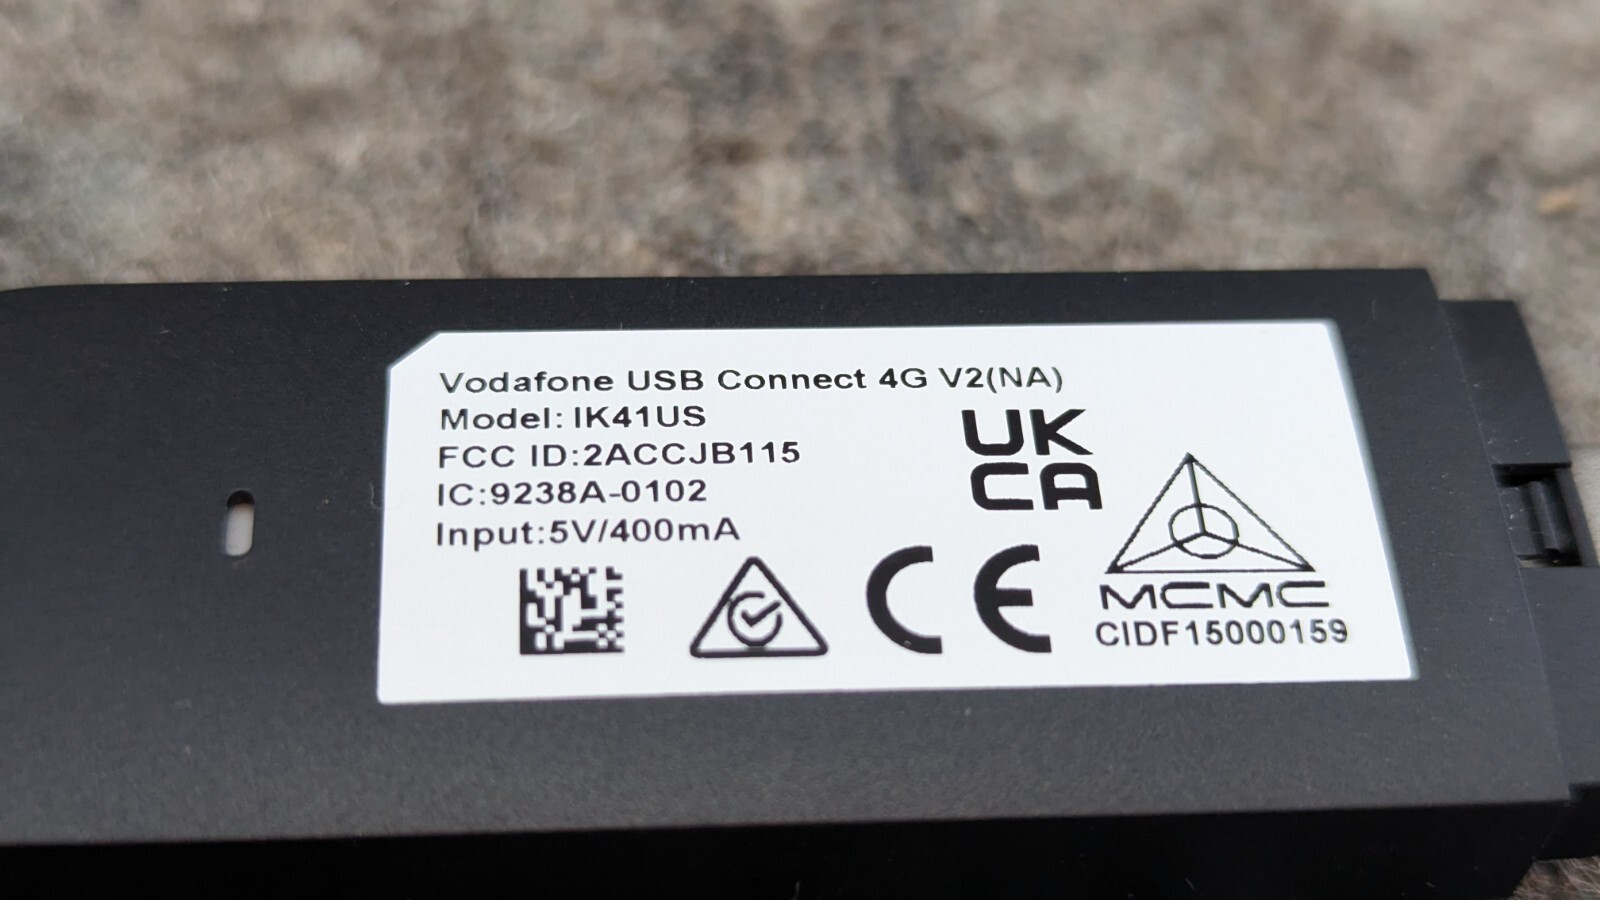 Vodafone USB Connect 4G V2(NA)
Model: IK41US
FCC ID:2ACCJB115
IC:9238A-0102
Input:5V/400mA
UK
CA
CE
MCMC
CIDF15000159